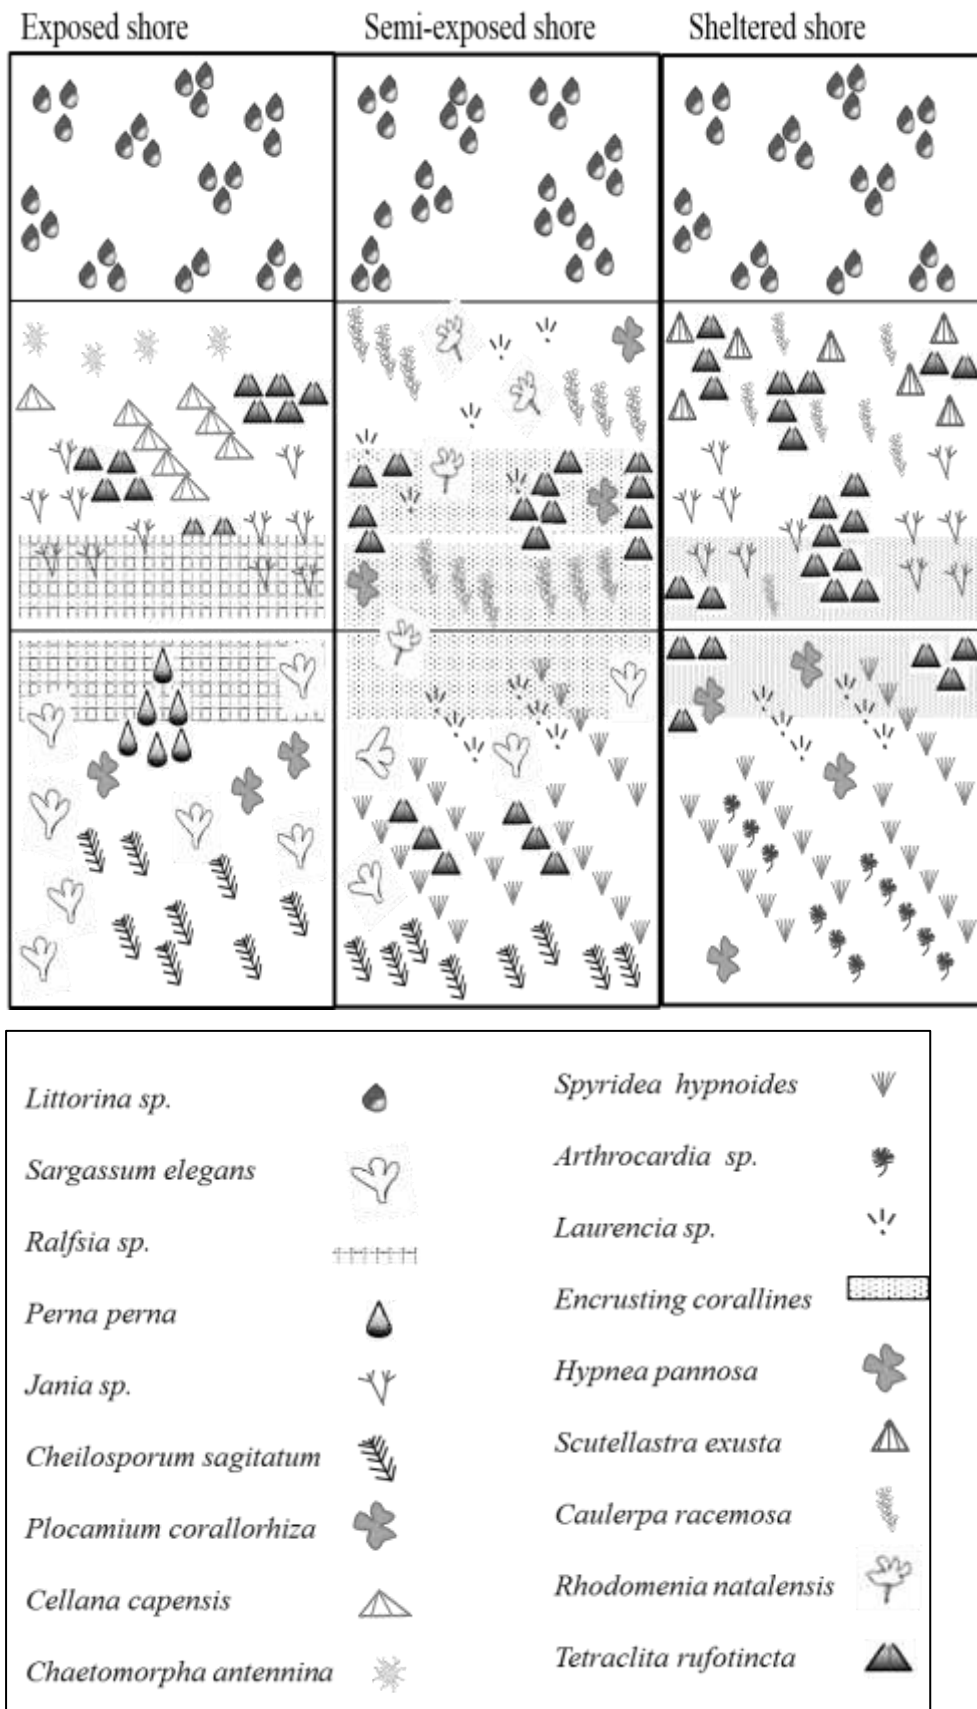 Exposed shore
Semi-exposed shore
Sheltered shore
Littorina sp.
Sargassum elegans
Ralfsia sp.
Perna perna
Jania sp.
Cheilosporum sagitatum
Plocamium corallorhiza
Cellana capensis
Chaetomorpha antennina
Spyridea hypnoides
Arthrocardia sp.
Laurencia sp.
Encrusting corallines
Hypnea pannosa
Scutellastra exusta
Caulerpa racemosa
Rhodomenia natalensis
Tetraclita rufotincta